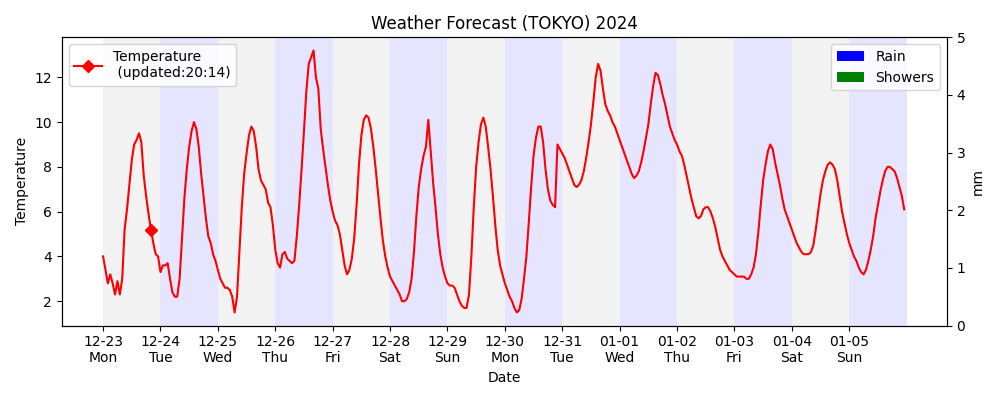 Weather Forecast (TOKYO) 2024
Temperature
(updated:20:14)
Rain
Showers
Temperature
12
10
8
6
4
2
5
4
3
2
1
0
mm
12-23 12-24 12-25 12-26 12-27 12-28 12-29 12-30 12-31 01-01 01-02 01-03 01-04 01-05
Mon Tue Wed Thu Fri Sat Sun Mon Tue Wed Thu Fri Sat Sun
Date